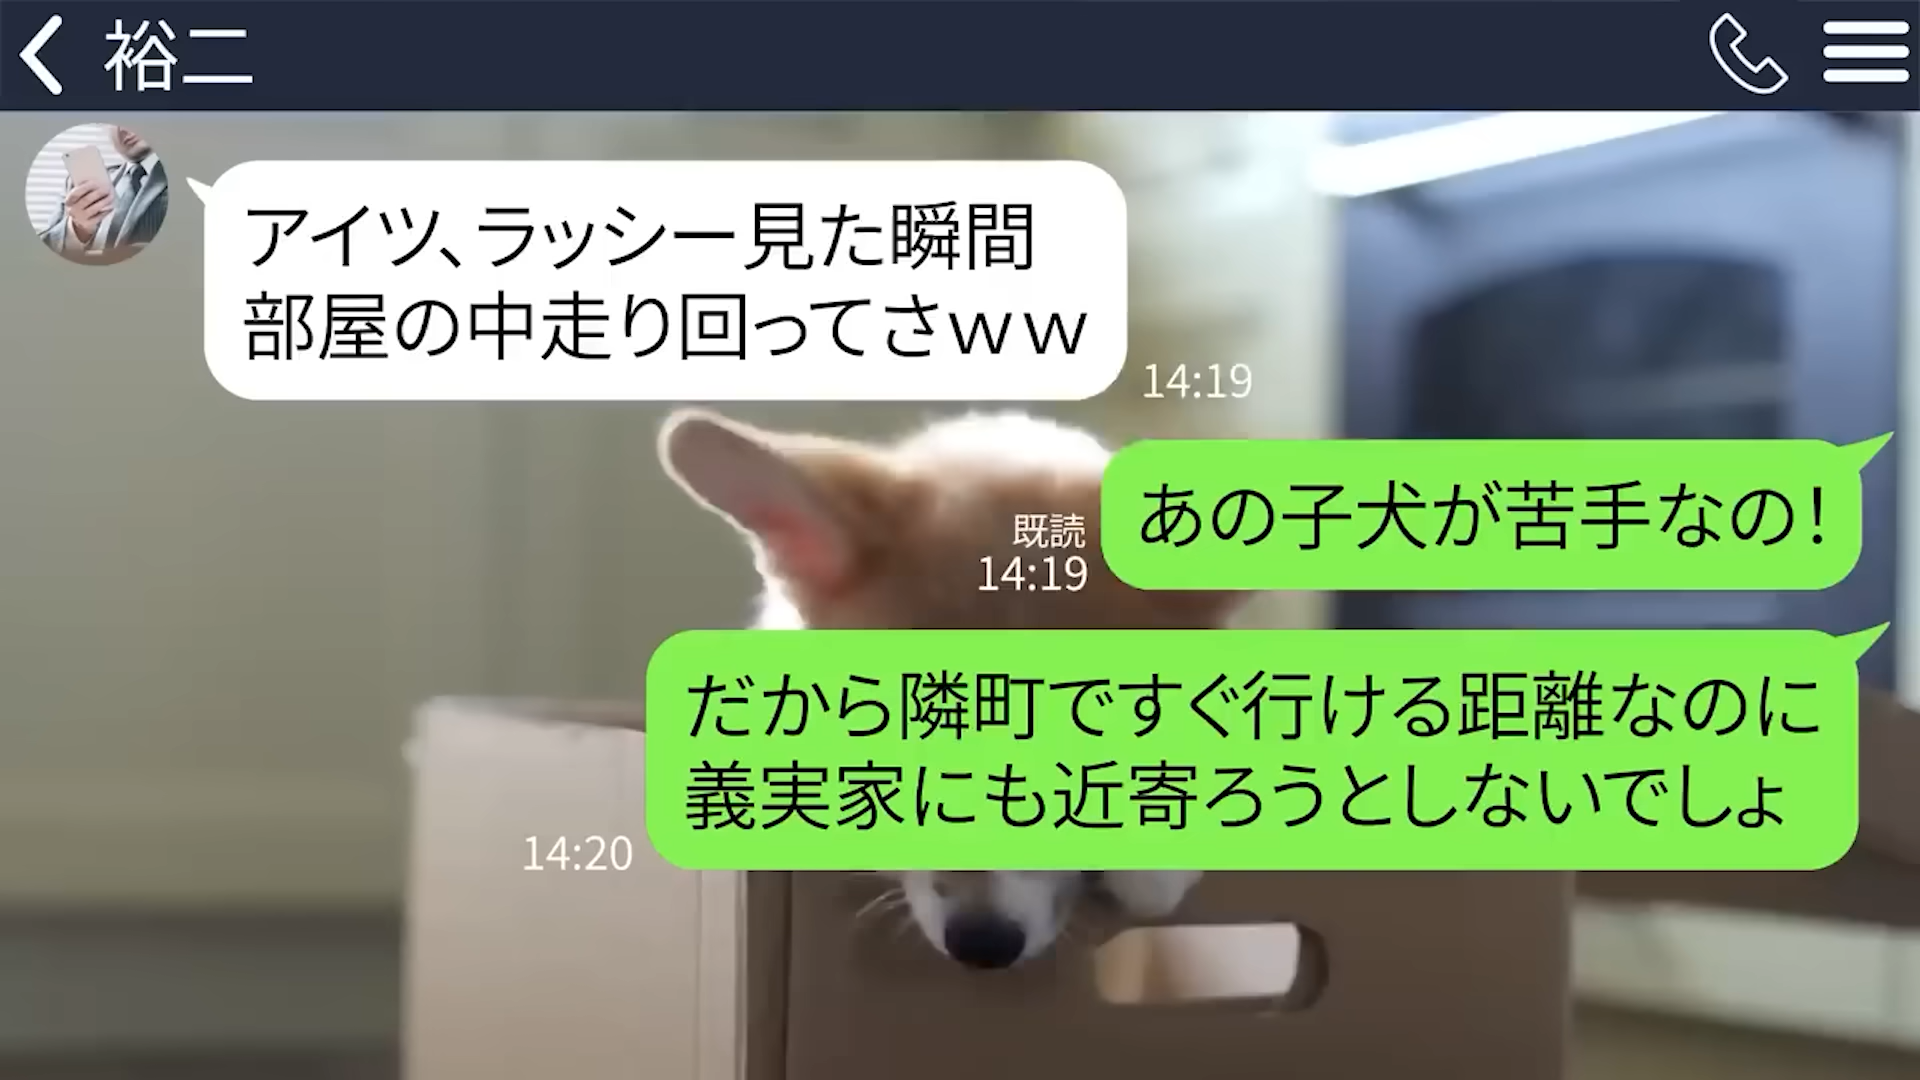 裕二
アイツ、ラッシー見た瞬間
部屋の中走り回ってさｗｗ
14:19
あの子犬が苦手なの！
既読
14:19
だから隣町ですぐ行ける距離なのに
義実家にも近寄ろうとしないでしょ
14:20